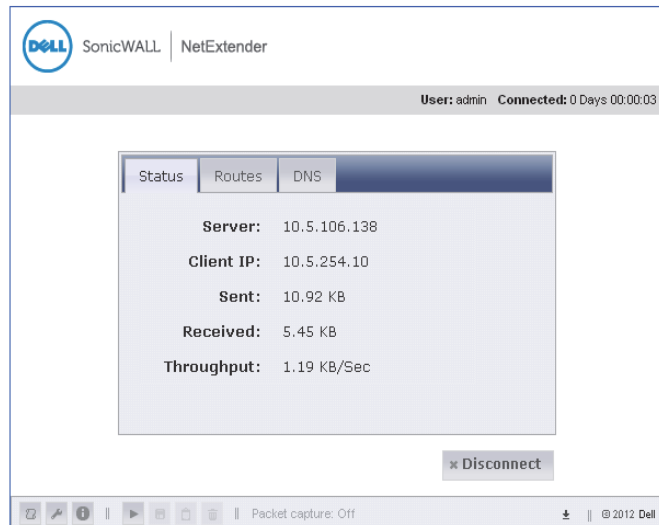 DELL SonicWALL | NetExtender
User: admin Connected: 0 Days 00:00:03
Status Routes DNS
Server: 10.5.106.138
Client IP: 10.5.254.10
Sent: 10.92 KB
Received: 5.45 KB
Throughput: 1.19 KB/Sec
× Disconnect
|| || Packet capture: Off || © 2012 Dell